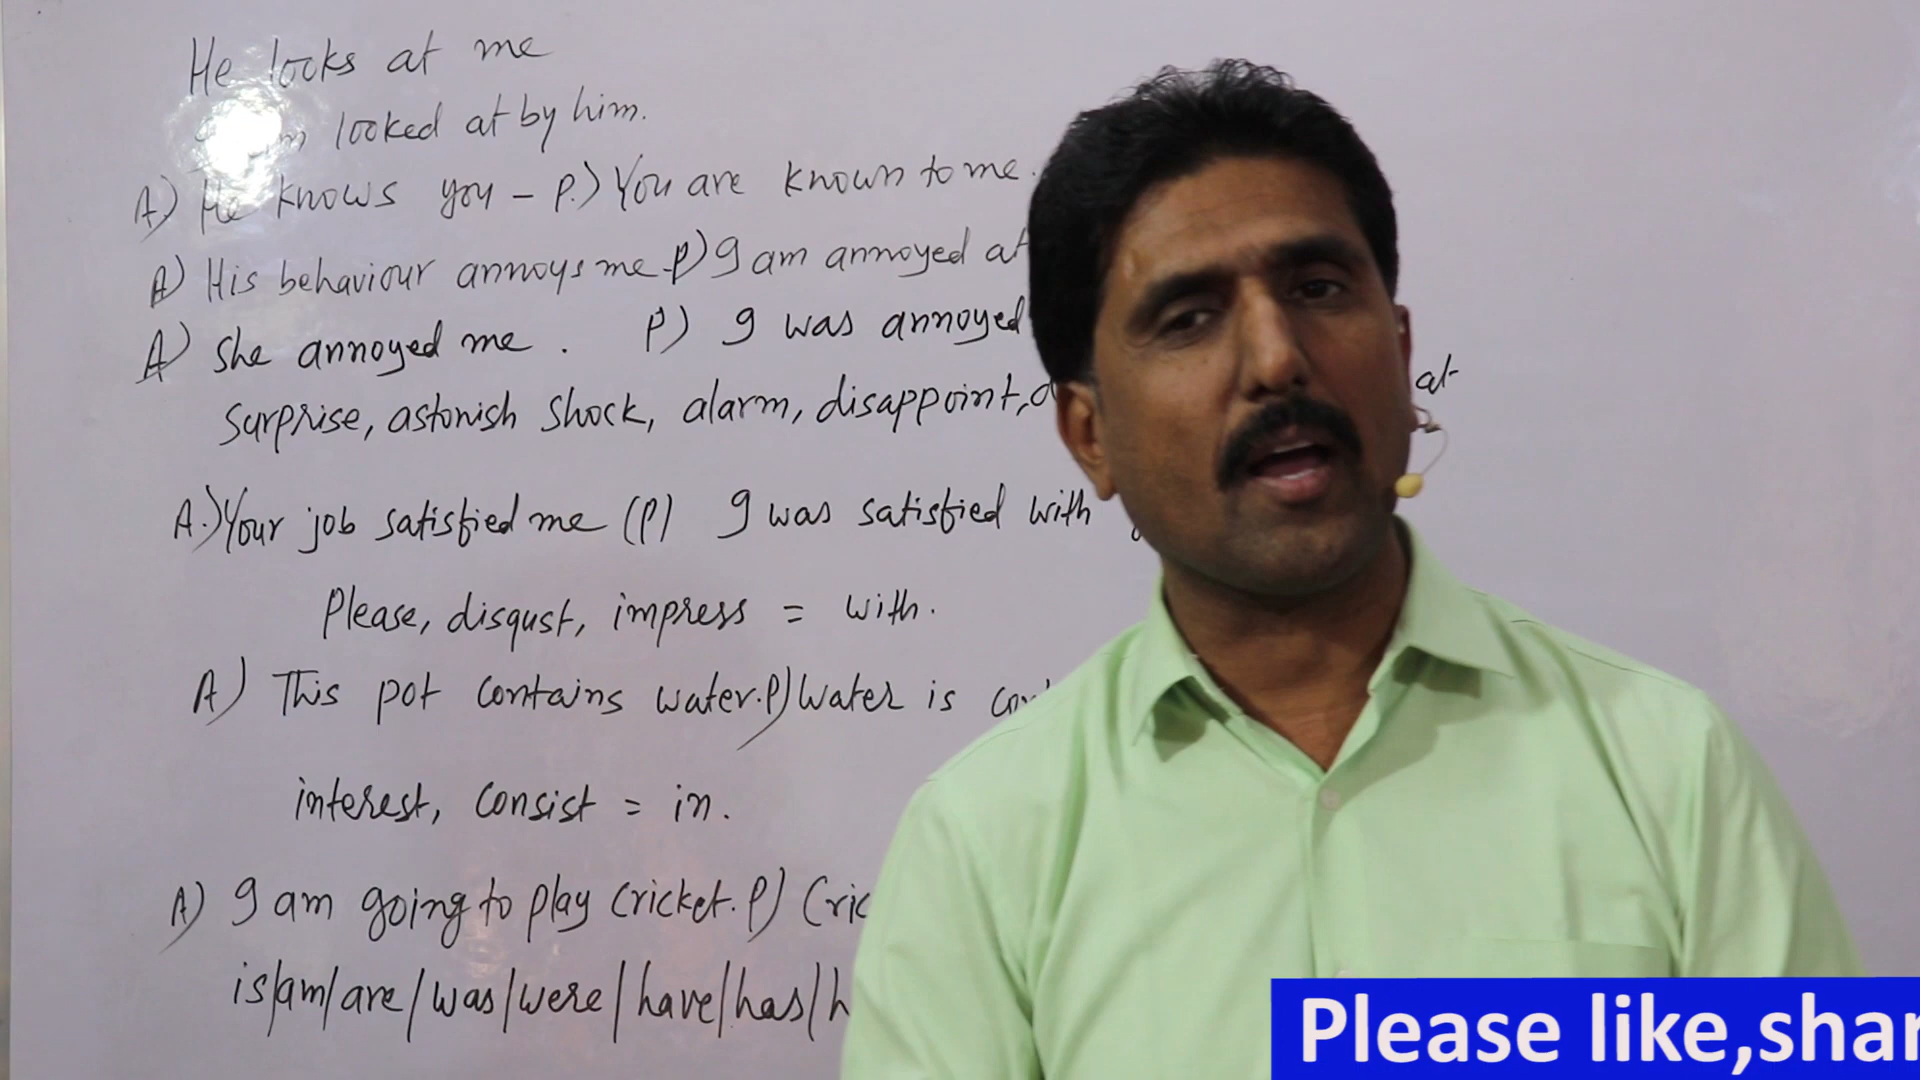 He looks at me
looked at by him.
A) He knows you - P.) You are known to me.
A) His behaviour annoys me P) I am annoyed at
A) She annoyed me. P) I was annoyed
Surprise, astonish shock, alarm, disappoint, at
A.) Your job satisfied me (P) I was satisfied with
Please, disgust, impress = with.
A) This pot contains water. P) Water is
interest, consist = in.
A) I am going to play cricket. P)
is/am/are/was/were/have/has/
Please like,